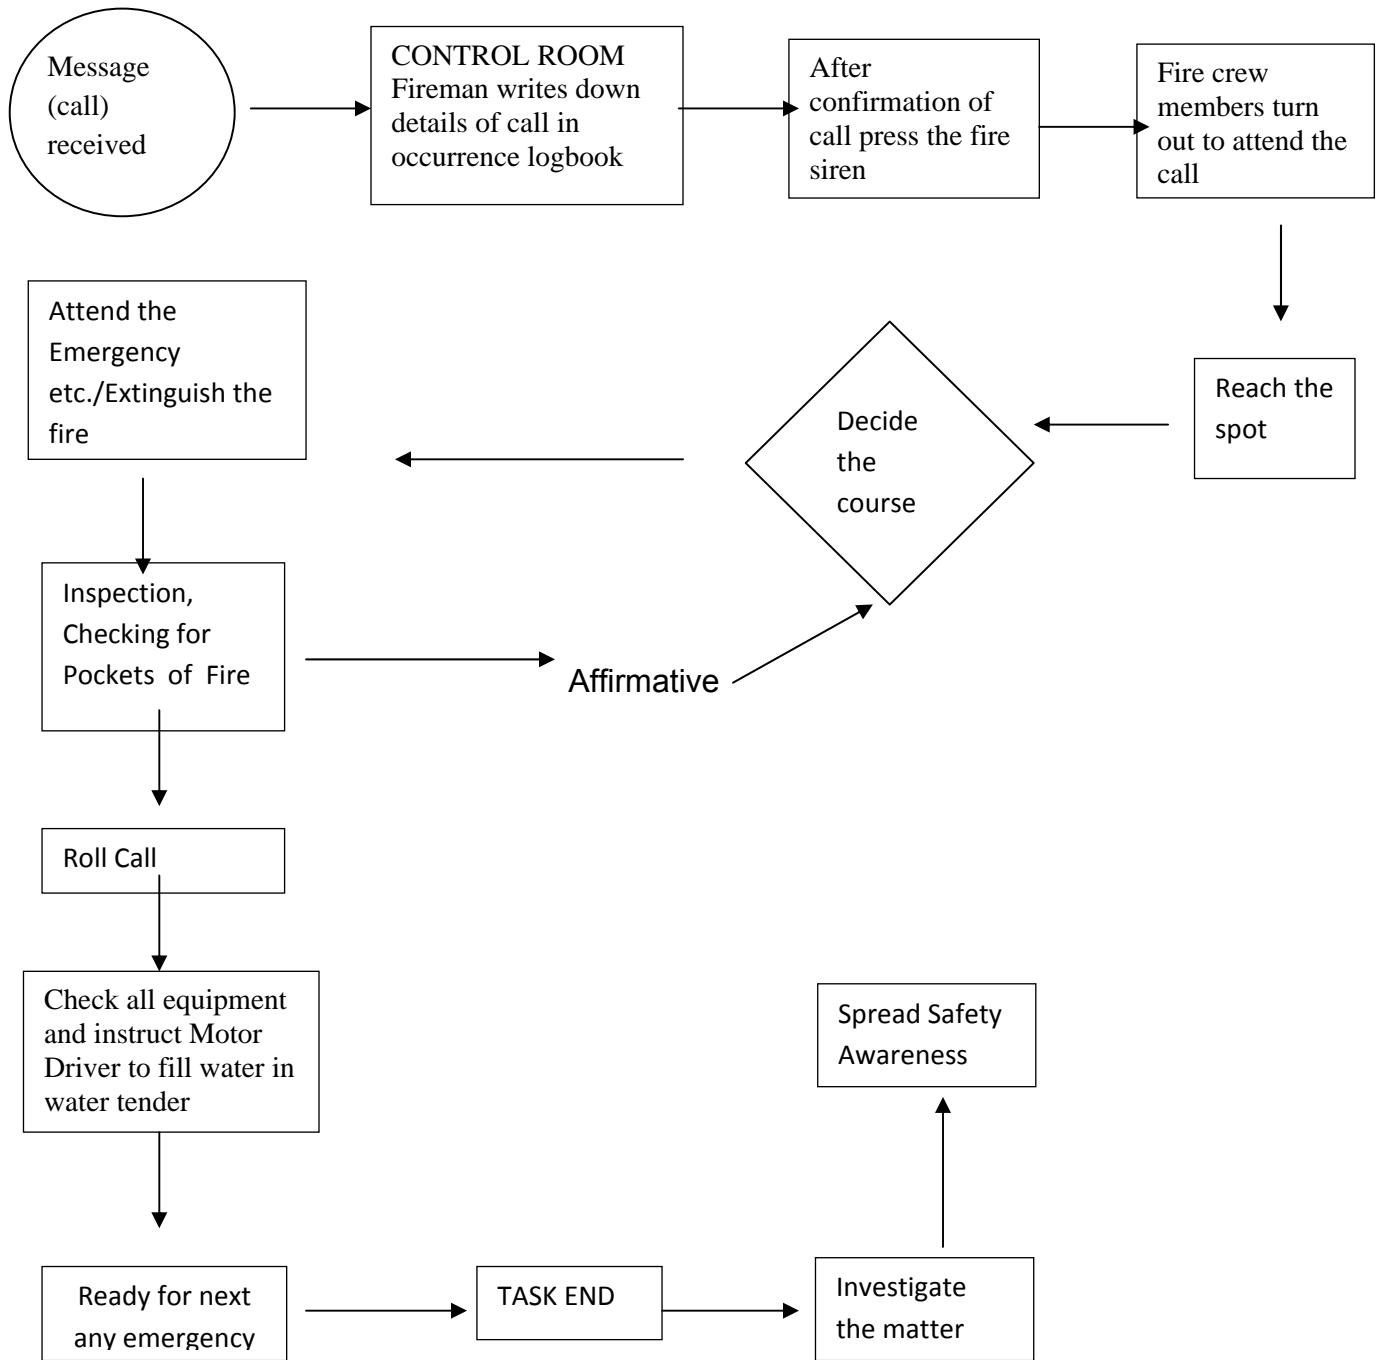 Message
(call)
received
CONTROL ROOM
Fireman writes down
details of call in
occurrence logbook
After
confirmation of
call press the fire
siren
Fire crew
members turn
out to attend the
call
Reach the
spot
Decide
the
course
Attend the
Emergency
etc./Extinguish the
fire
Inspection,
Checking for
Pockets of Fire
Affirmative
Roll Call
Check all equipment
and instruct Motor
Driver to fill water in
water tender
Ready for next
any emergency
TASK END
Investigate
the matter
Spread Safety
Awareness